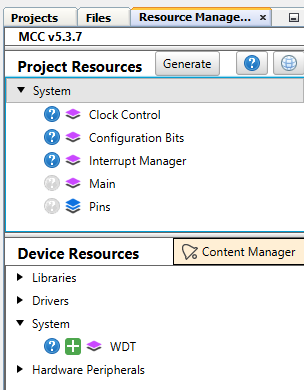 Projects Files Resource Manage... ×
MCC v5.3.7
Project Resources Generate ?
System
? Clock Control
? Configuration Bits
? Interrupt Manager
? Main
? Pins
Device Resources Content Manager
Libraries
Drivers
System
? WDT
Hardware Peripherals